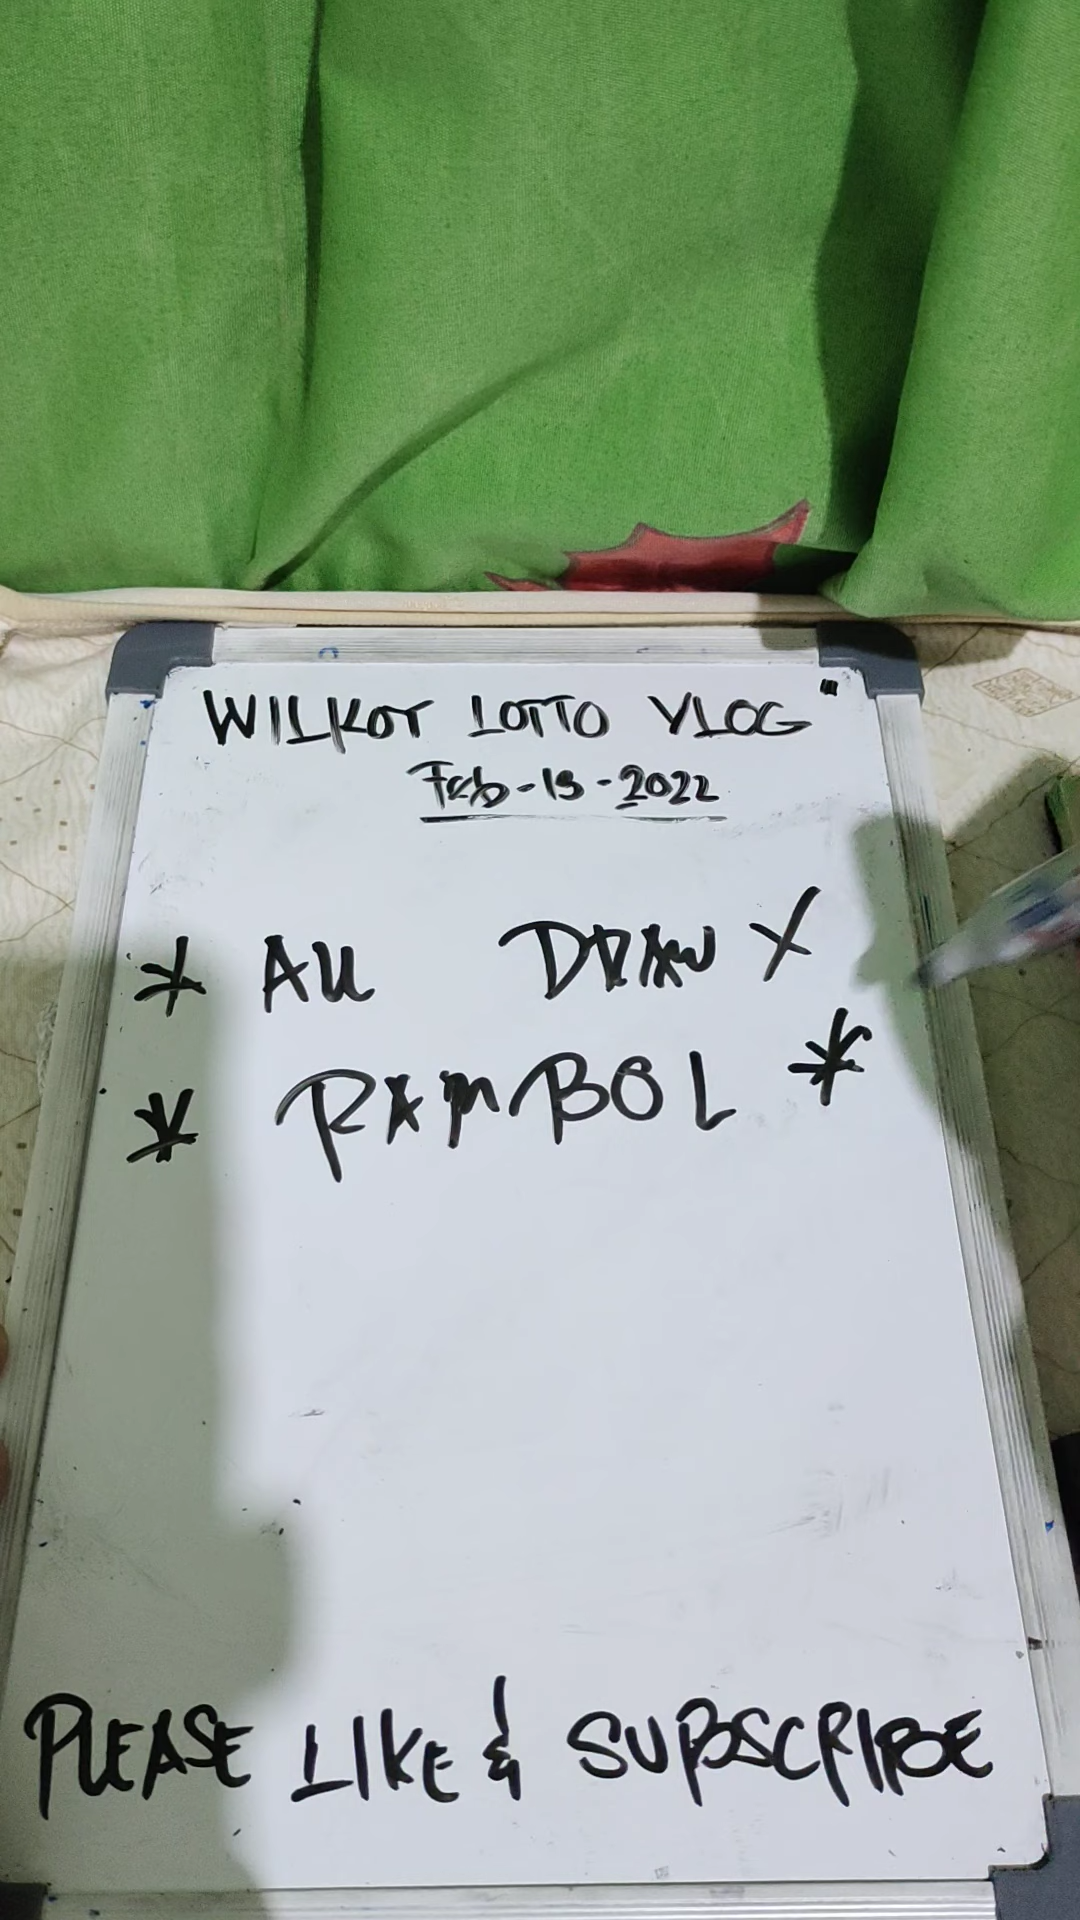 WILKOT LOTTO VLOG"
Feb-13-2022
* All DRAW X
* RAMBOL *
PLEASE LIKE & SUBSCRIBE